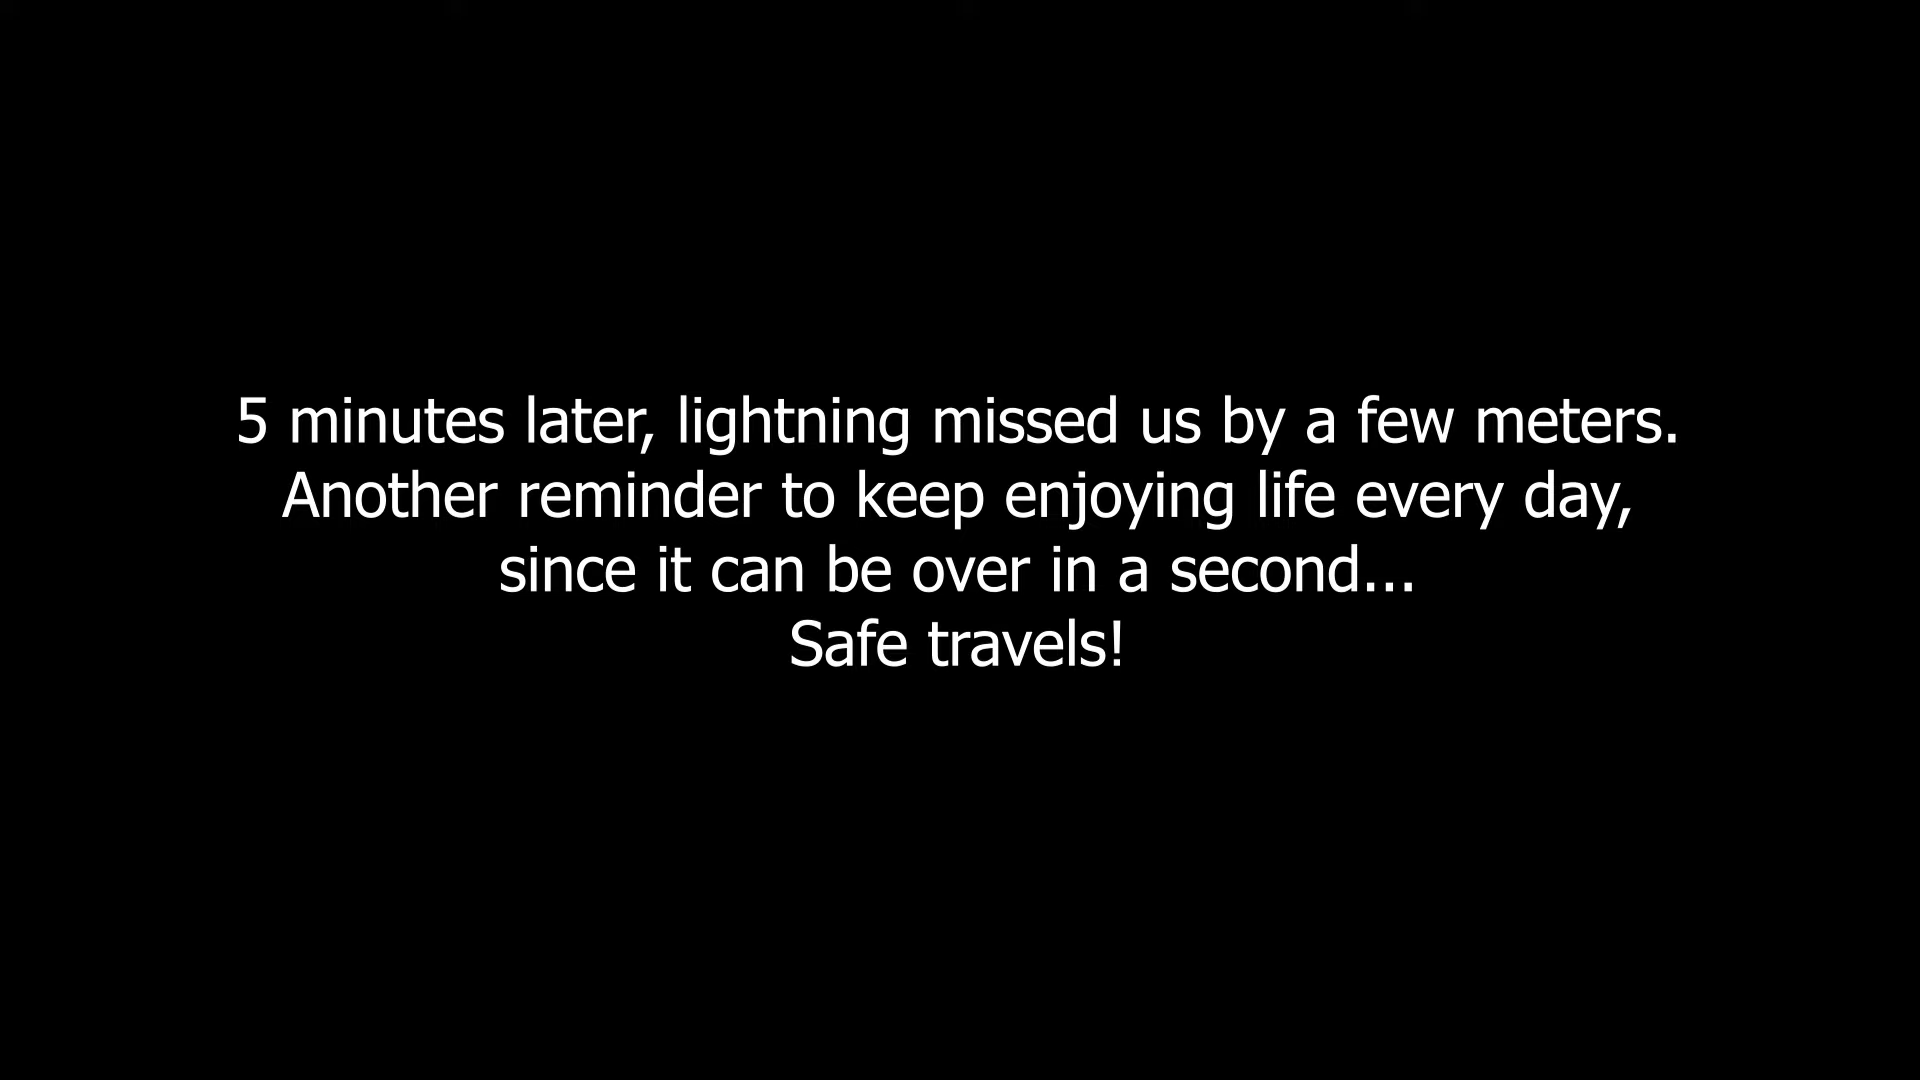 5 minutes later, lightning missed us by a few meters.
Another reminder to keep enjoying life every day,
since it can be over in a second...
Safe travels!